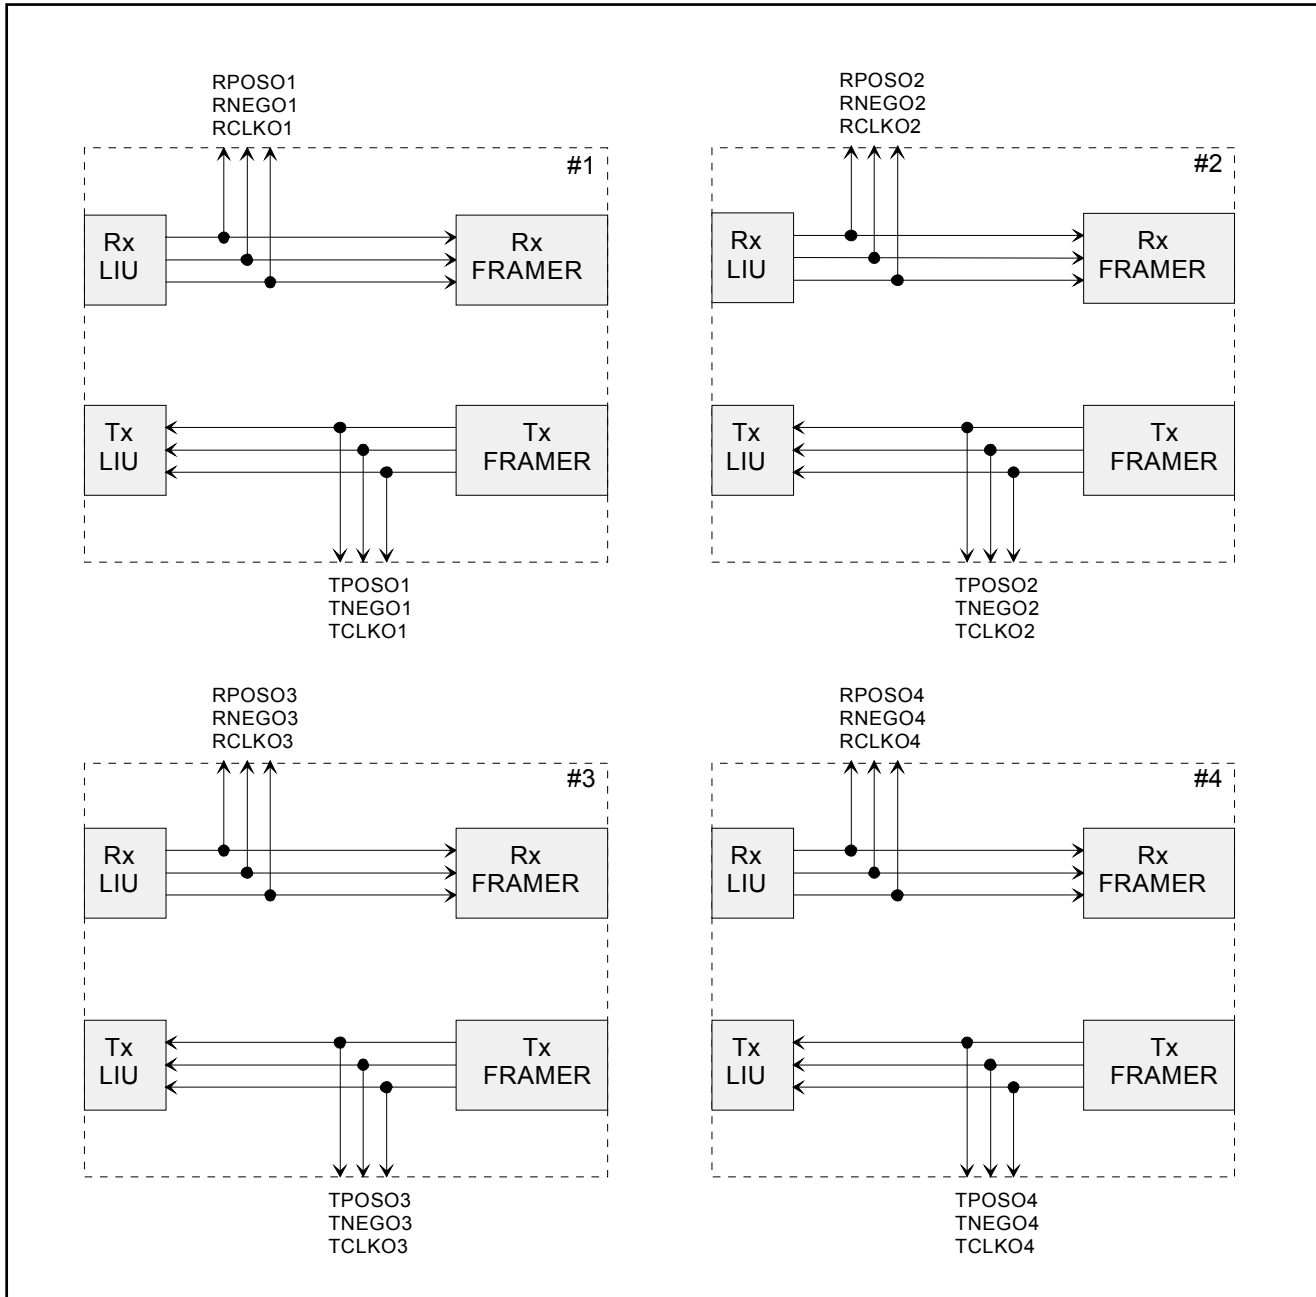 RPOSO1
RNEGO1
RCLKO1
#1
Rx
LIU
Rx
FRAMER
Tx
LIU
Tx
FRAMER
TPOSO1
TNEGO1
TCLKO1
RPOSO2
RNEGO2
RCLKO2
#2
Rx
LIU
Rx
FRAMER
Tx
LIU
Tx
FRAMER
TPOSO2
TNEGO2
TCLKO2
RPOSO3
RNEGO3
RCLKO3
#3
Rx
LIU
Rx
FRAMER
Tx
LIU
Tx
FRAMER
TPOSO3
TNEGO3
TCLKO3
RPOSO4
RNEGO4
RCLKO4
#4
Rx
LIU
Rx
FRAMER
Tx
LIU
Tx
FRAMER
TPOSO4
TNEGO4
TCLKO4